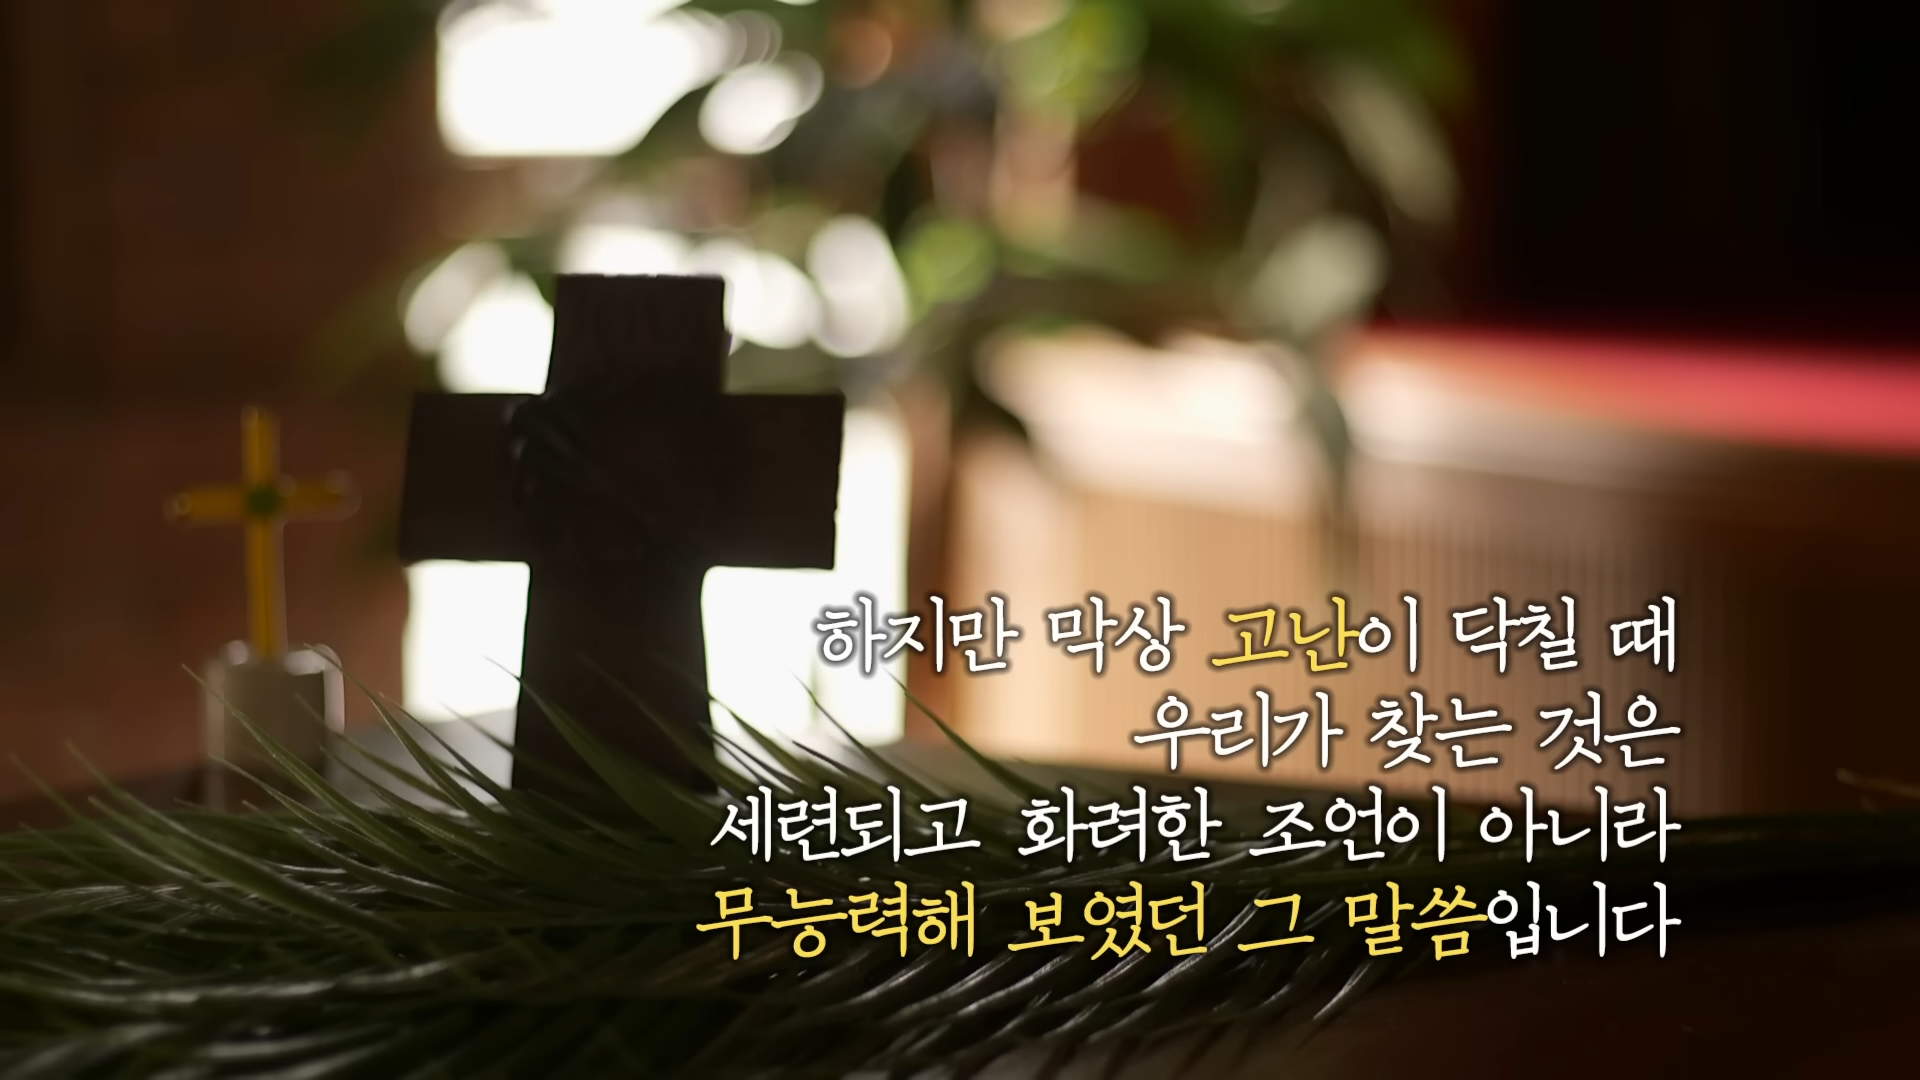 하지만 막상 고난이 닥칠 때
우리가 찾는 것은
세련되고 화려한 조언이 아니라
무능력해 보였던 그 말씀입니다